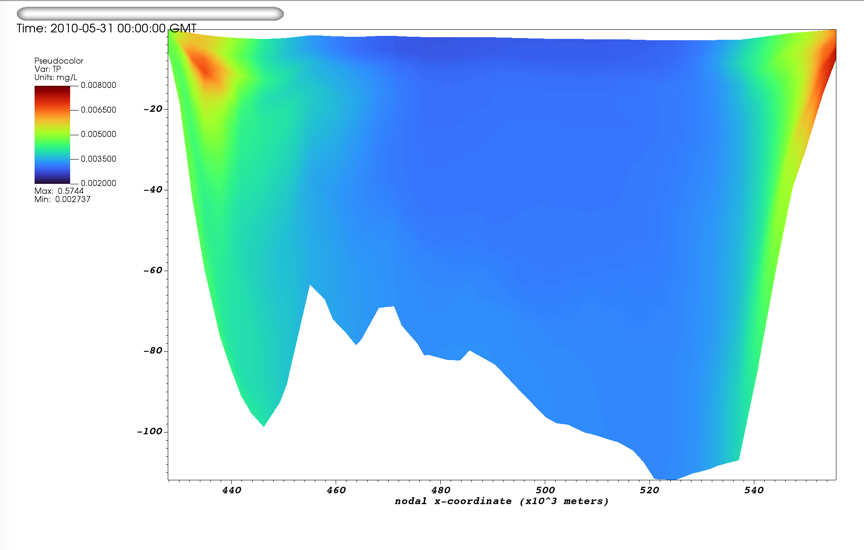 Time: 2010-05-31 00:00:00 GMT
Pseudocolor
Var: TP
Units: mg/L
0.008000
0.006500
0.005000
0.003500
0.002000
Max: 0.5744
Min: 0.002737
-20
-40
-60
-80
-100
440 460 480 500 520 540
nodal x-coordinate (x10^3 meters)